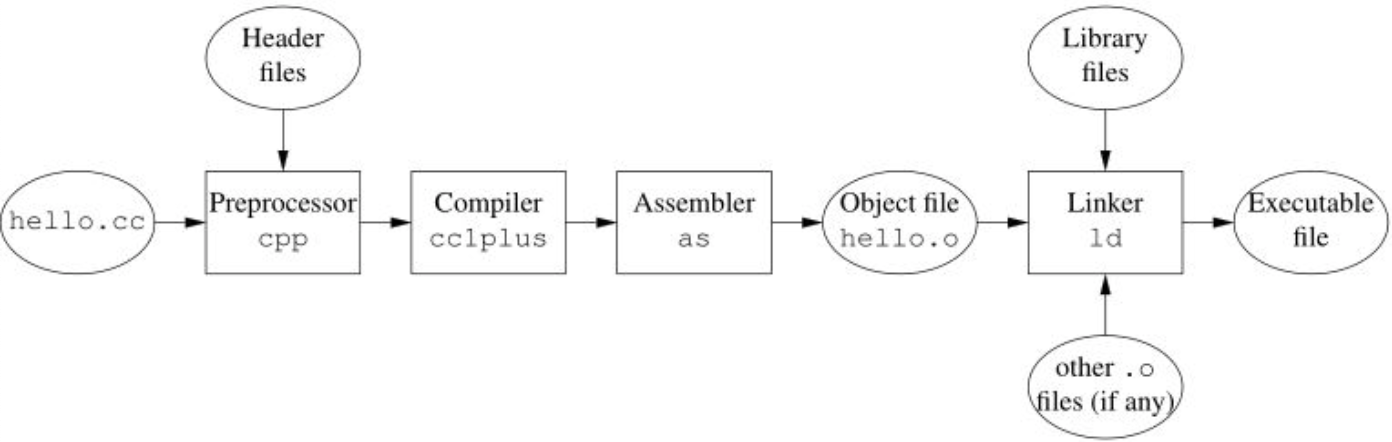 Header
files
Library
files
hello.cc
Preprocessor
cpp
Compiler
cc1plus
Assembler
as
Object file
hello.o
Linker
ld
Executable
file
other .o
files (if any)